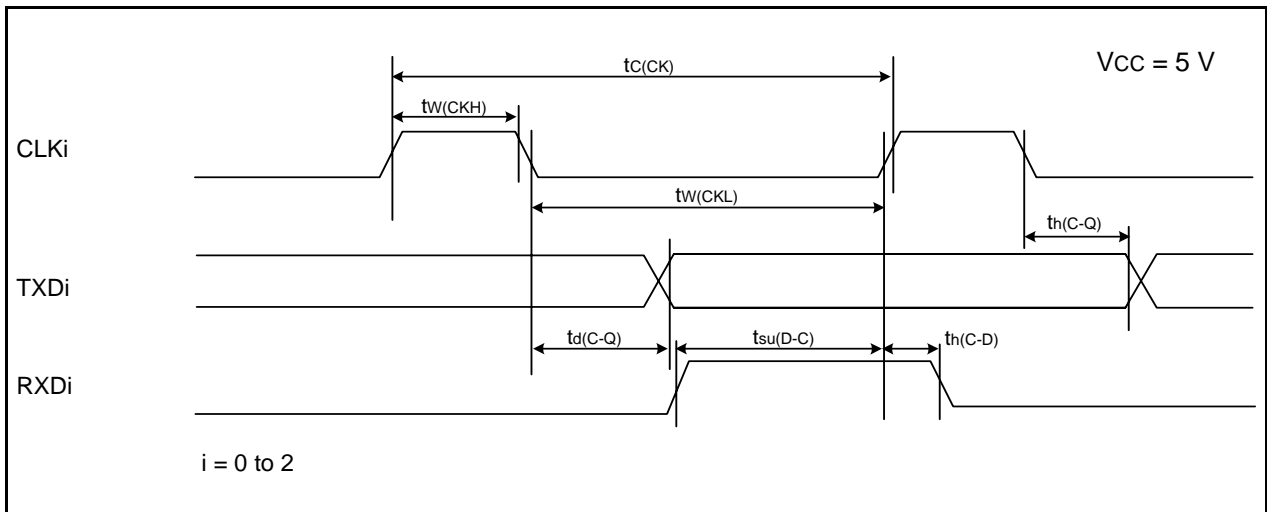 tC(CK)
VCC = 5 V
tW(CKH)
CLKi
tW(CKL)
th(C-Q)
TXDi
td(C-Q)
tsu(D-C)
th(C-D)
RXDi
i = 0 to 2